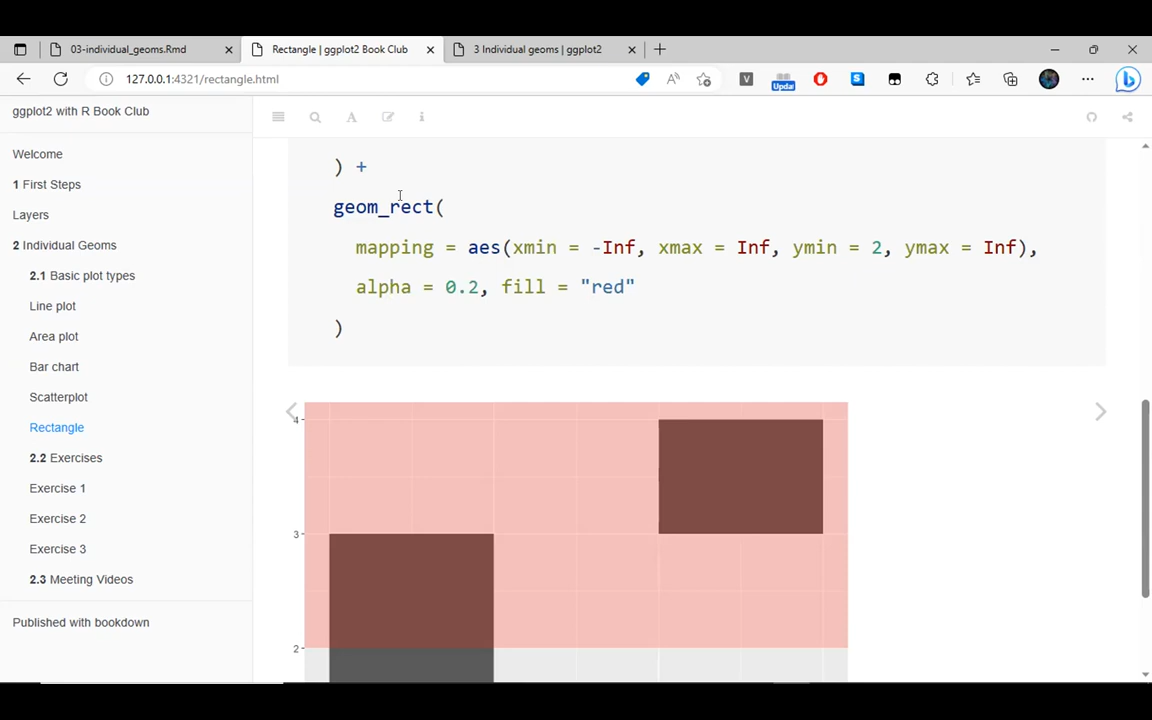 03-individual_geoms.Rmd
Rectangle | ggplot2 Book Club
3 Individual geoms | ggplot2
127.0.0.1:4321/rectangle.html
V
Updat
S
b
ggplot2 with R Book Club
Welcome
1 First Steps
Layers
2 Individual Geoms
2.1 Basic plot types
Line plot
Area plot
Bar chart
Scatterplot
Rectangle
2.2 Exercises
Exercise 1
Exercise 2
Exercise 3
2.3 Meeting Videos
Published with bookdown
A
i
) +
geom_rect(
mapping = aes(xmin = -Inf, xmax = Inf, ymin = 2, ymax = Inf),
alpha = 0.2, fill = "red"
)
4
3
2